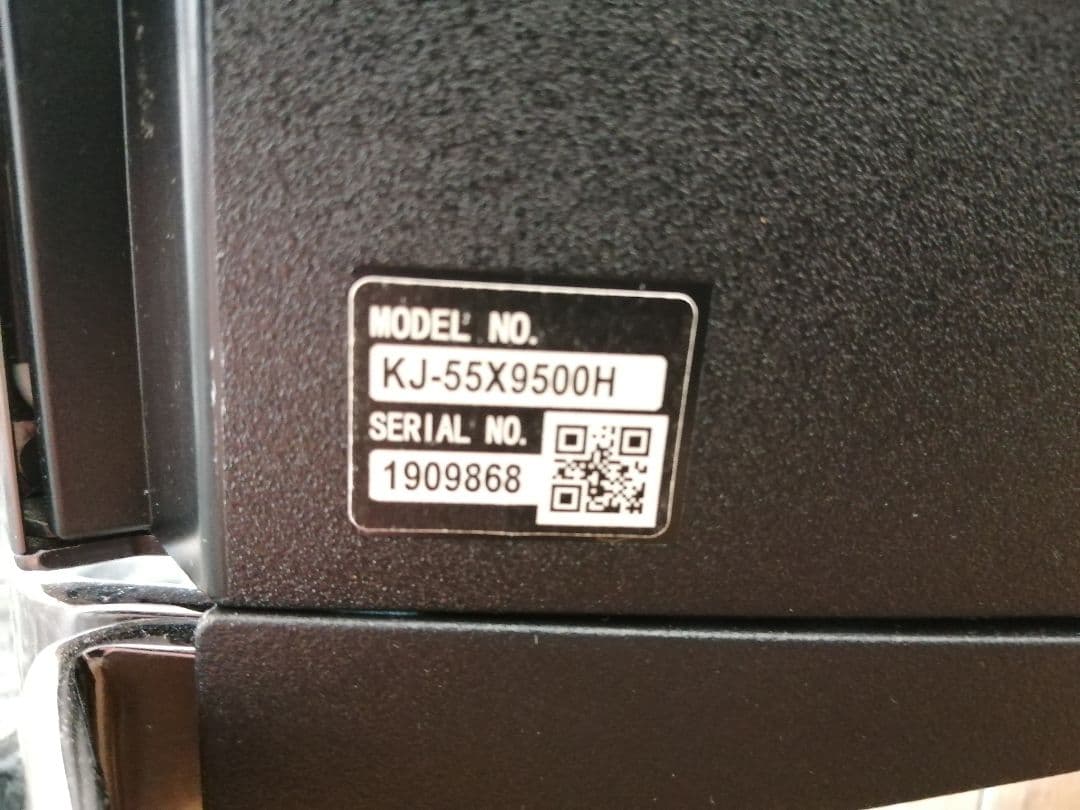 MODEL NO.
KJ-55X9500H
SERIAL NO.
1909868